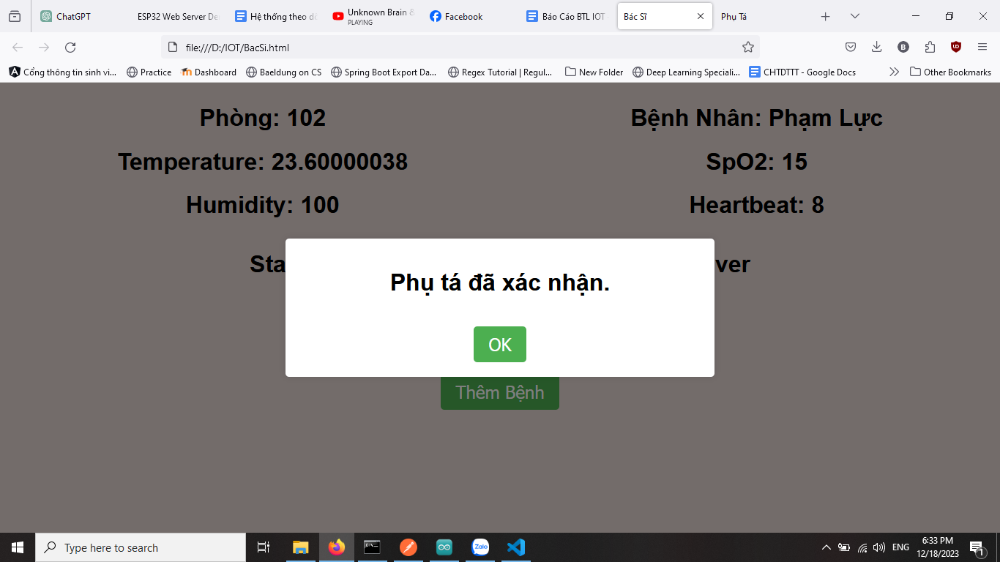 ChatGPT
ESP32 Web Server De
Hệ thống theo dõ
Unknown Brain &
PLAYING
Facebook
Báo Cáo BTL IOT
Bác Sĩ
Phụ Tá
file:///D:/IOT/BacSi.html
Cổng thông tin sinh vi...
Practice
Dashboard
Baeldung on CS
Spring Boot Export Da...
Regex Tutorial | Regul...
New Folder
Deep Learning Speciali...
CHTDTTT - Google Docs
Other Bookmarks
Phòng: 102
Bệnh Nhân: Phạm Lực
Temperature: 23.60000038
SpO2: 15
Humidity: 100
Heartbeat: 8
Sta
ver
Phụ tá đã xác nhận.
OK
Thêm Bệnh
Type here to search
Zalo
ENG
6:33 PM
12/18/2023
1